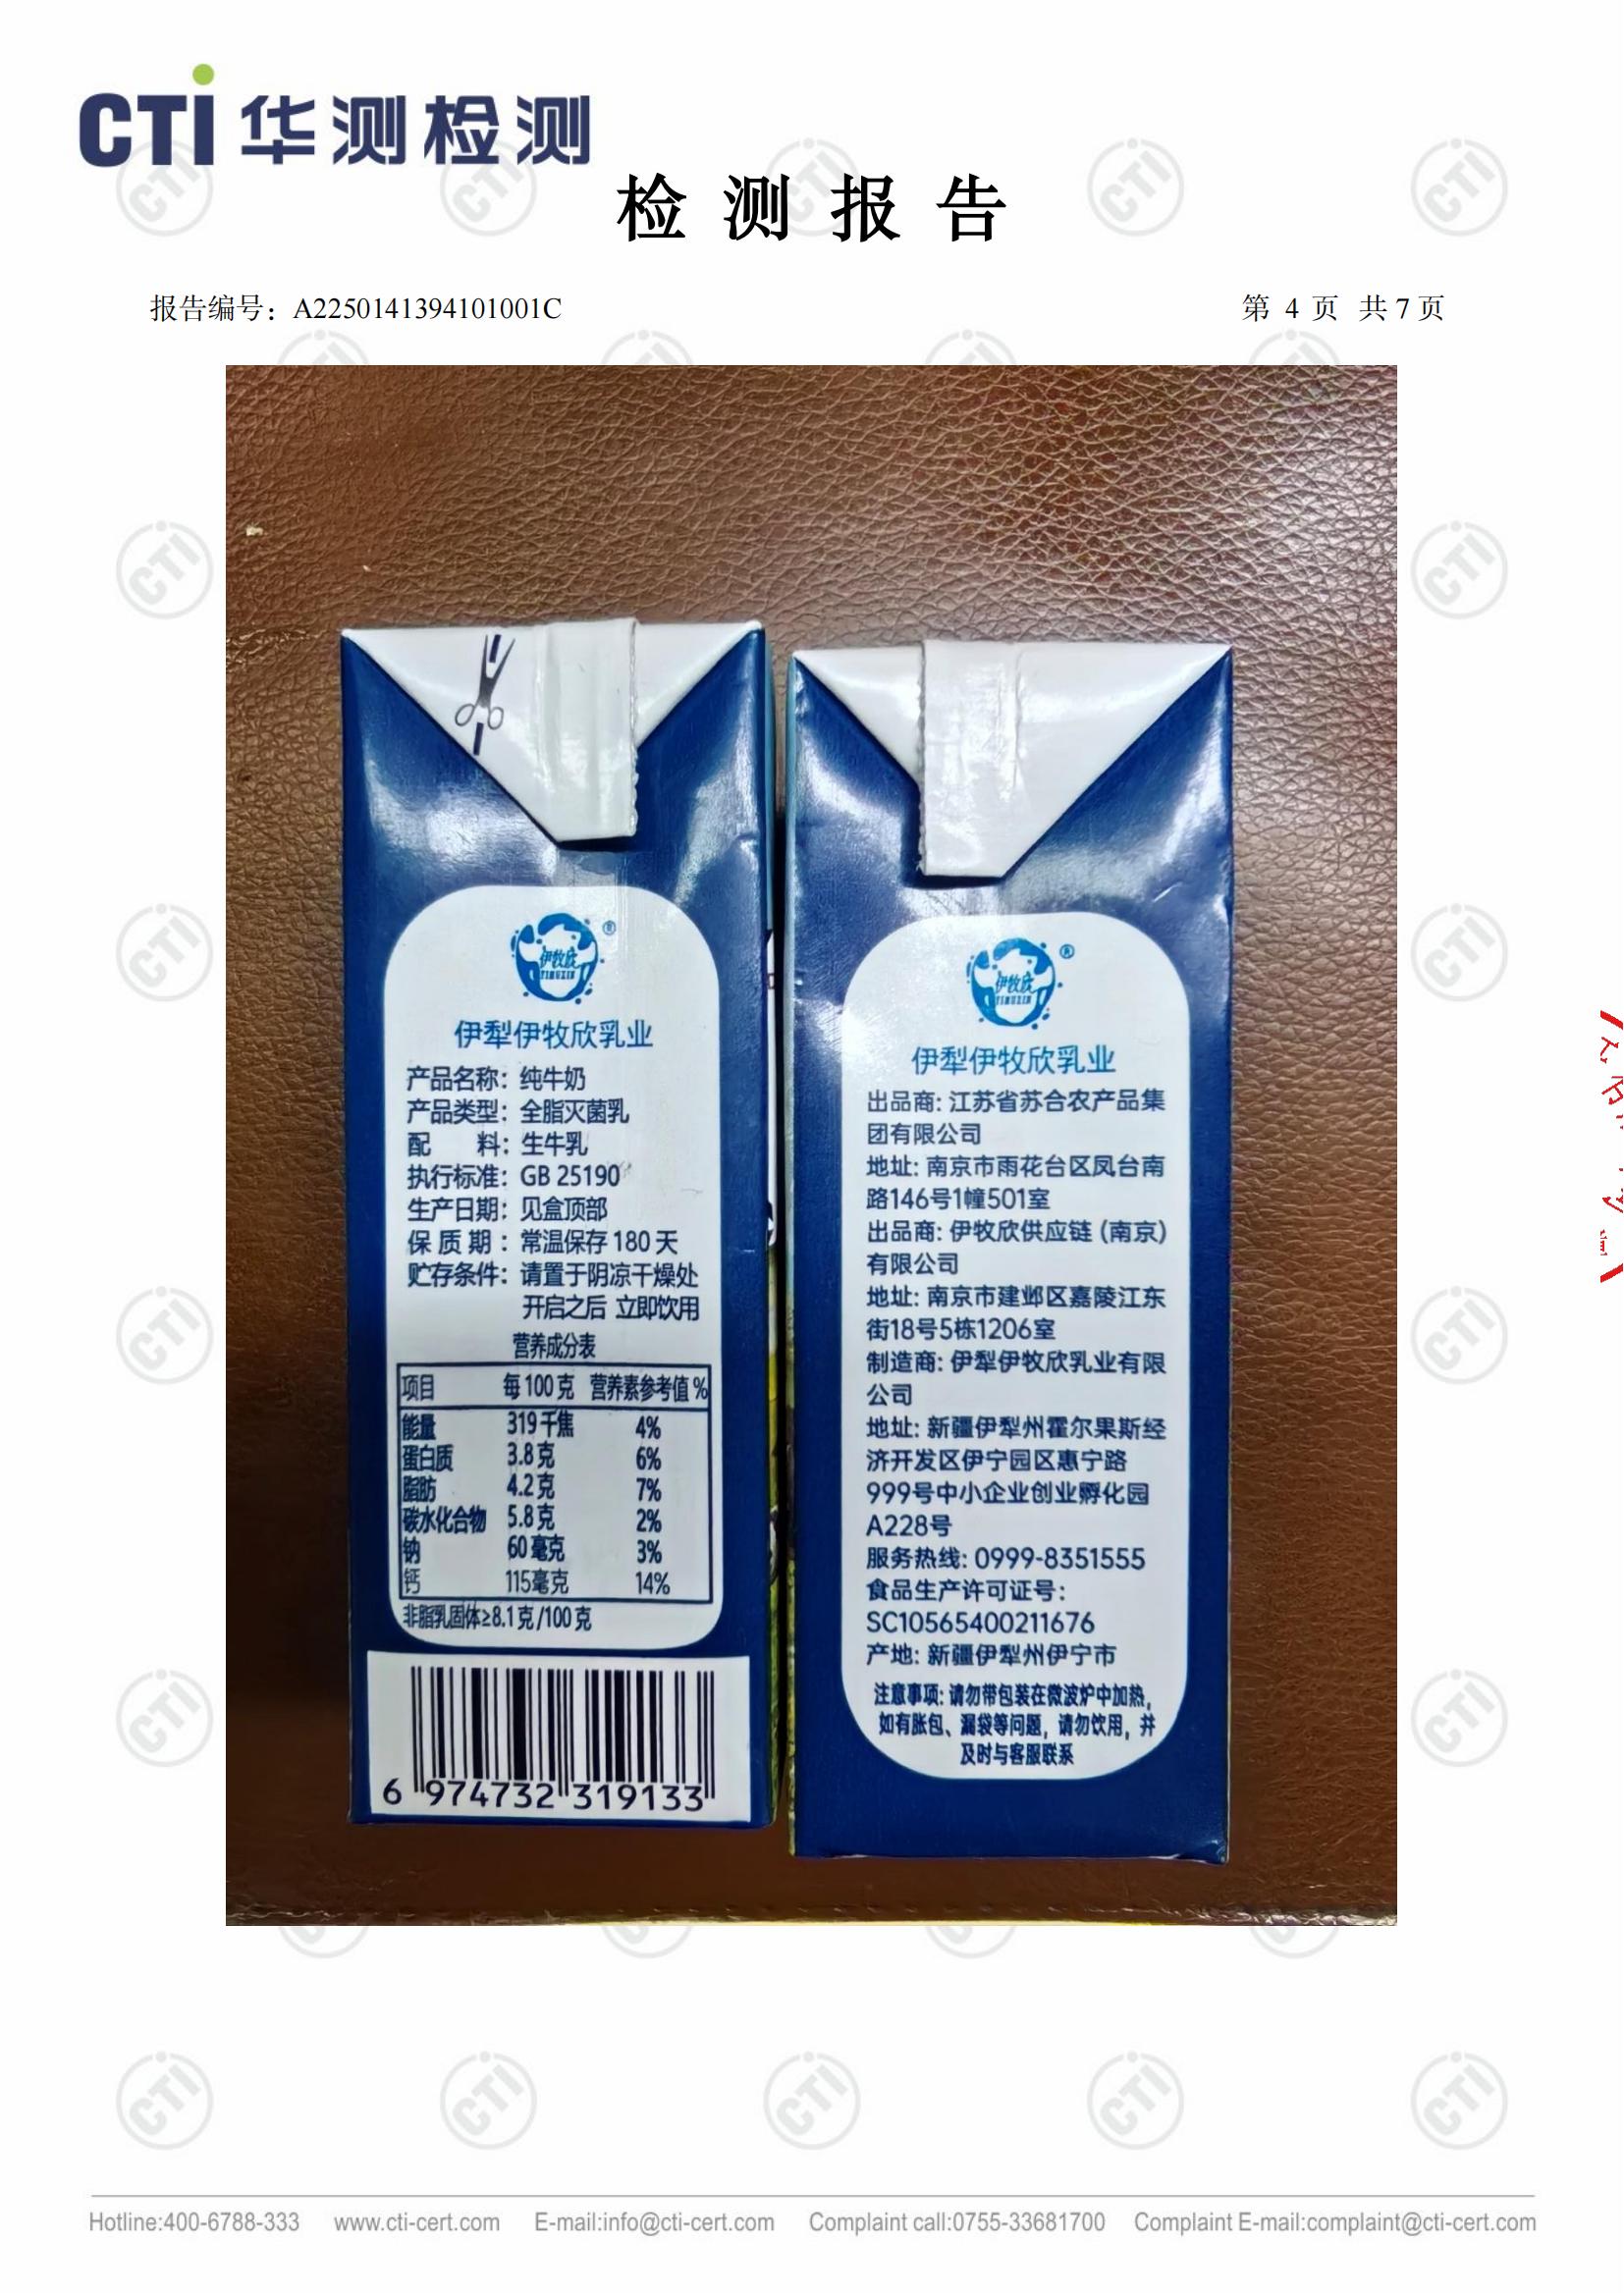 CTI 华测检测
检测报告
报告编号：A2250141394101001C
第 4 页 共 7 页
伊牧欣
YIMUXIN
®
伊犁伊牧欣乳业
产品名称：纯牛奶
产品类型：全脂灭菌乳
配 料：生牛乳
执行标准：GB 25190
生产日期：见盒顶部
保 质 期：常温保存 180 天
贮存条件：请置于阴凉干燥处
开启之后 立即饮用
营养成分表
项目 每 100 克 营养素参考值 %
能量 319 千焦 4%
蛋白质 3.8 克 6%
脂肪 4.2 克 7%
碳水化合物 5.8 克 2%
钠 60 毫克 3%
钙 115毫克 14%
非脂乳固体≥8.1 克/100 克
6 974732 319133
伊牧欣
YIMUXIN
®
伊犁伊牧欣乳业
出品商: 江苏省苏合农产品集
团有限公司
地址: 南京市雨花台区凤台南
路146号1幢501室
出品商: 伊牧欣供应链 (南京)
有限公司
地址: 南京市建邺区嘉陵江东
街18号5栋1206室
制造商: 伊犁伊牧欣乳业有限
公司
地址: 新疆伊犁州霍尔果斯经
济开发区伊宁园区惠宁路
999号中小企业创业孵化园
A228号
服务热线: 0999-8351555
食品生产许可证号:
SC10565400211676
产地: 新疆伊犁州伊宁市
注意事项: 请勿带包装在微波炉中加热,
如有胀包、漏袋等问题, 请勿饮用, 并
及时与客服联系
Hotline:400-6788-333 www.cti-cert.com E-mail:info@cti-cert.com Complaint call:0755-33681700 Complaint E-mail:complaint@cti-cert.com